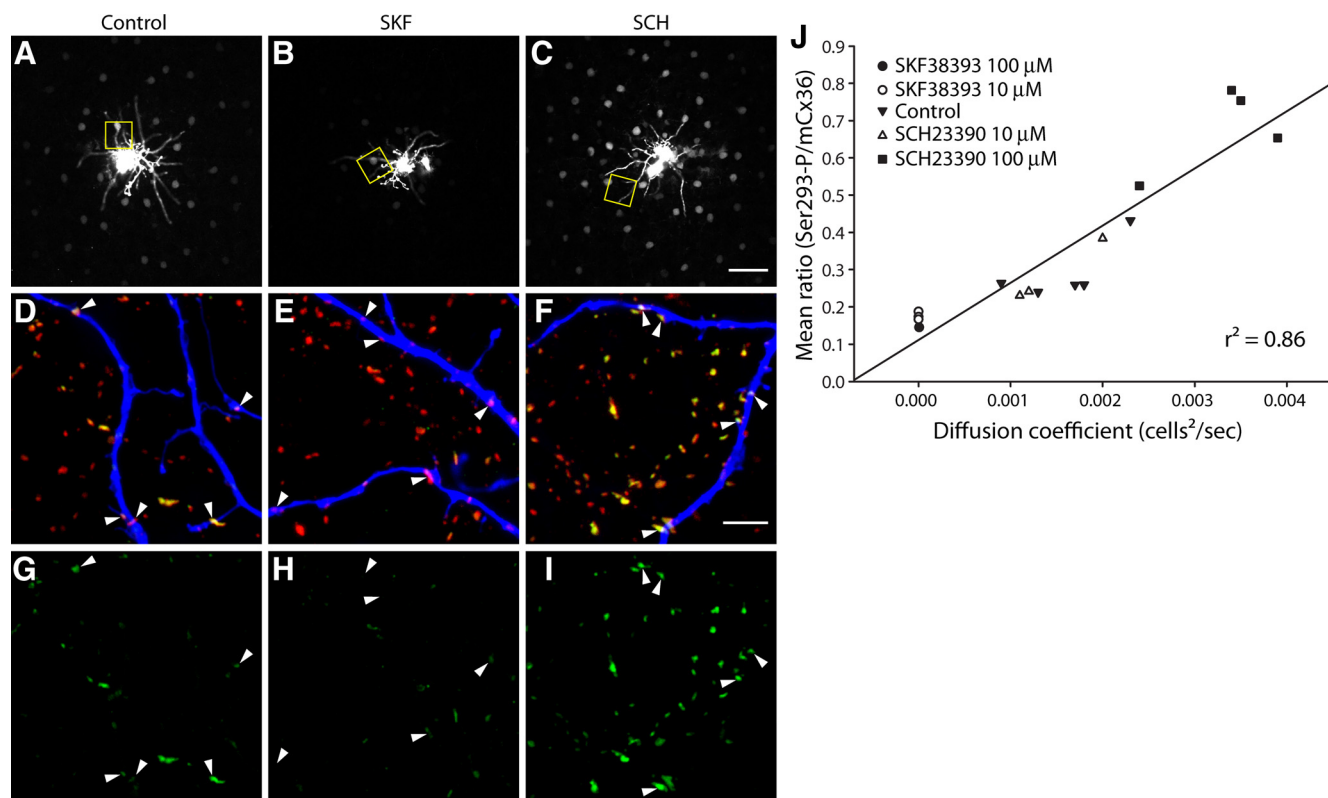 Control
SKF
SCH
A
B
C
D
E
F
G
H
I
J
Mean ratio (Ser293-P/mCx36)
0.9
0.8
0.7
0.6
0.5
0.4
0.3
0.2
0.1
0.0
SKF38393 100 μM
SKF38393 10 μM
Control
SCH23390 10 μM
SCH23390 100 μM
r² = 0.86
0.000 0.001 0.002 0.003 0.004
Diffusion coefficient (cells²/sec)